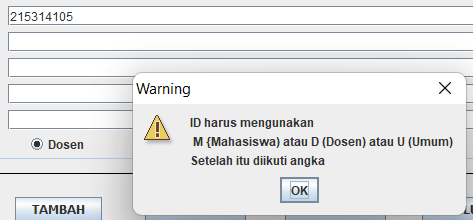 215314105
Warning
ID harus mengunakan
M {Mahasiswa) atau D (Dosen) atau U (Umum)
Setelah itu diikuti angka
Dosen
OK
TAMBAH